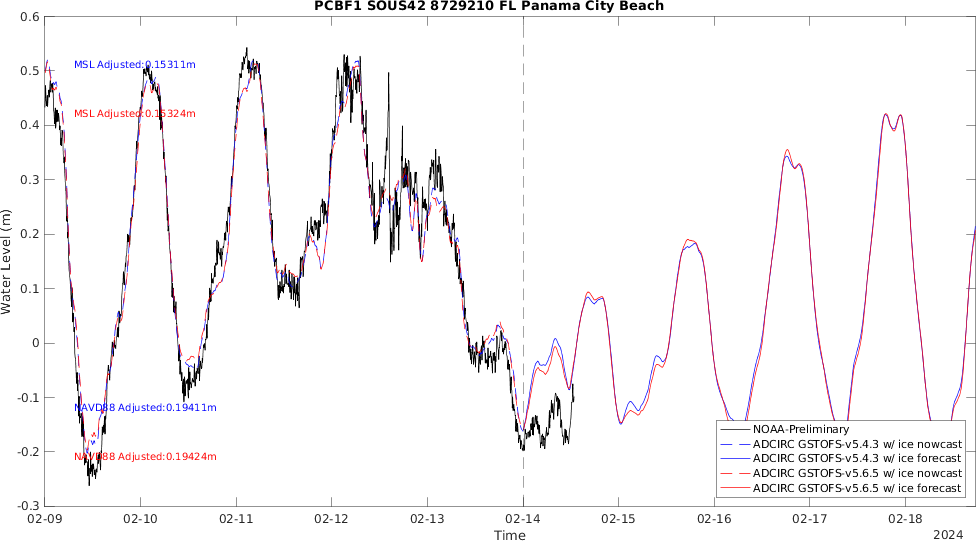 PCBF1 SOUS42 8729210 FL Panama City Beach
Water Level (m)
0.6
0.5
0.4
0.3
0.2
0.1
0
-0.1
-0.2
-0.3
MSL Adjusted:0.15311m
MSL Adjusted:0.15324m
NAVD88 Adjusted:0.19411m
NAVD88 Adjusted:0.19424m
NOAA-Preliminary
ADCIRC GSTOFS-v5.4.3 w/ ice nowcast
ADCIRC GSTOFS-v5.4.3 w/ ice forecast
ADCIRC GSTOFS-v5.6.5 w/ ice nowcast
ADCIRC GSTOFS-v5.6.5 w/ ice forecast
02-09 02-10 02-11 02-12 02-13 02-14 02-15 02-16 02-17 02-18
Time
2024